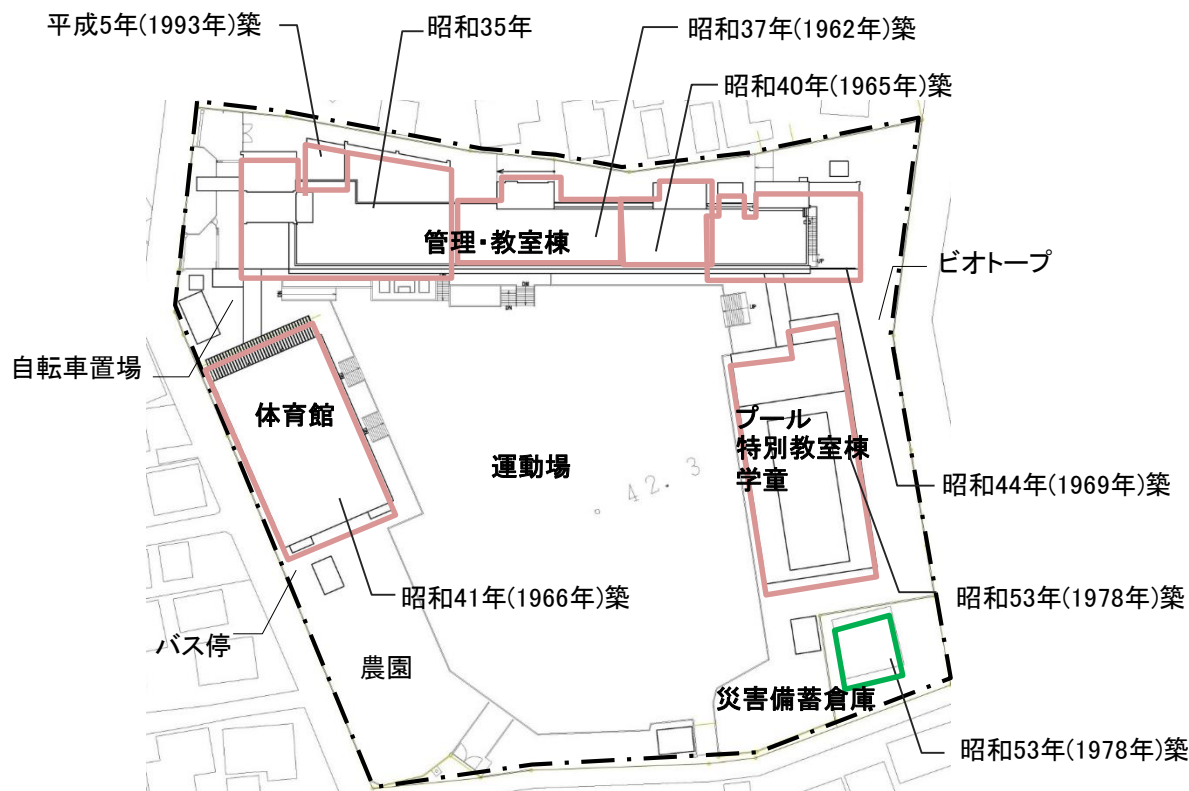 平成5年(1993年)築
昭和35年
昭和37年(1962年)築
昭和40年(1965年)築
管理・教室棟
ビオトープ
自転車置場
体育館
プール
特別教室棟
学童
運動場
42.3
昭和44年(1969年)築
昭和41年(1966年)築
昭和53年(1978年)築
バス停
農園
災害備蓄倉庫
昭和53年(1978年)築